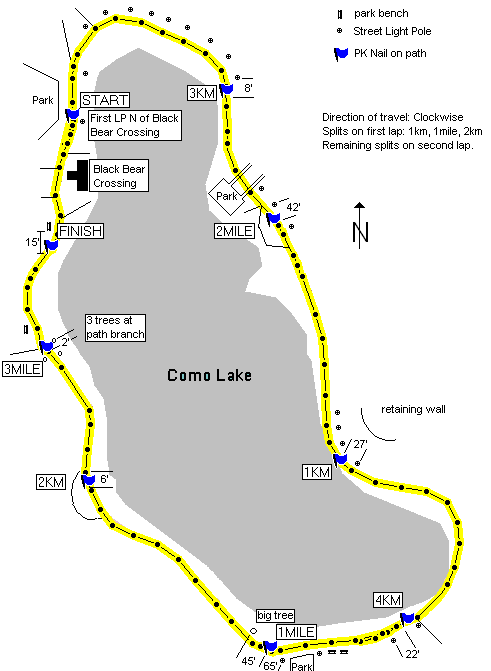 park bench
Street Light Pole
PK Nail on path
Direction of travel: Clockwise
Splits on first lap: 1km, 1mile, 2km
Remaining splits on second lap.
3KM
8'
Park
START
First LP N of Black
Bear Crossing
Black Bear
Crossing
Park
42'
2MILE
N
FINISH
15'
3 trees at
path branch
2'
3MILE
Como Lake
retaining wall
27'
1KM
2KM
6'
4KM
big tree
1MILE
45'
65'
Park
22'